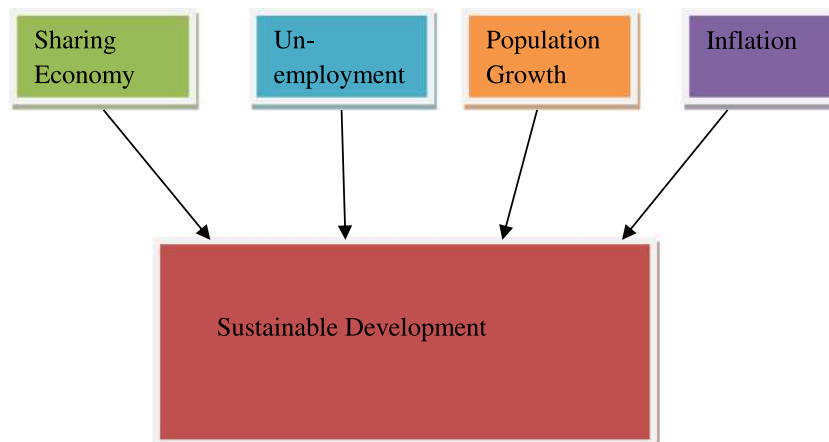 Sharing
Economy
Un-
employment
Population
Growth
Inflation
Sustainable Development